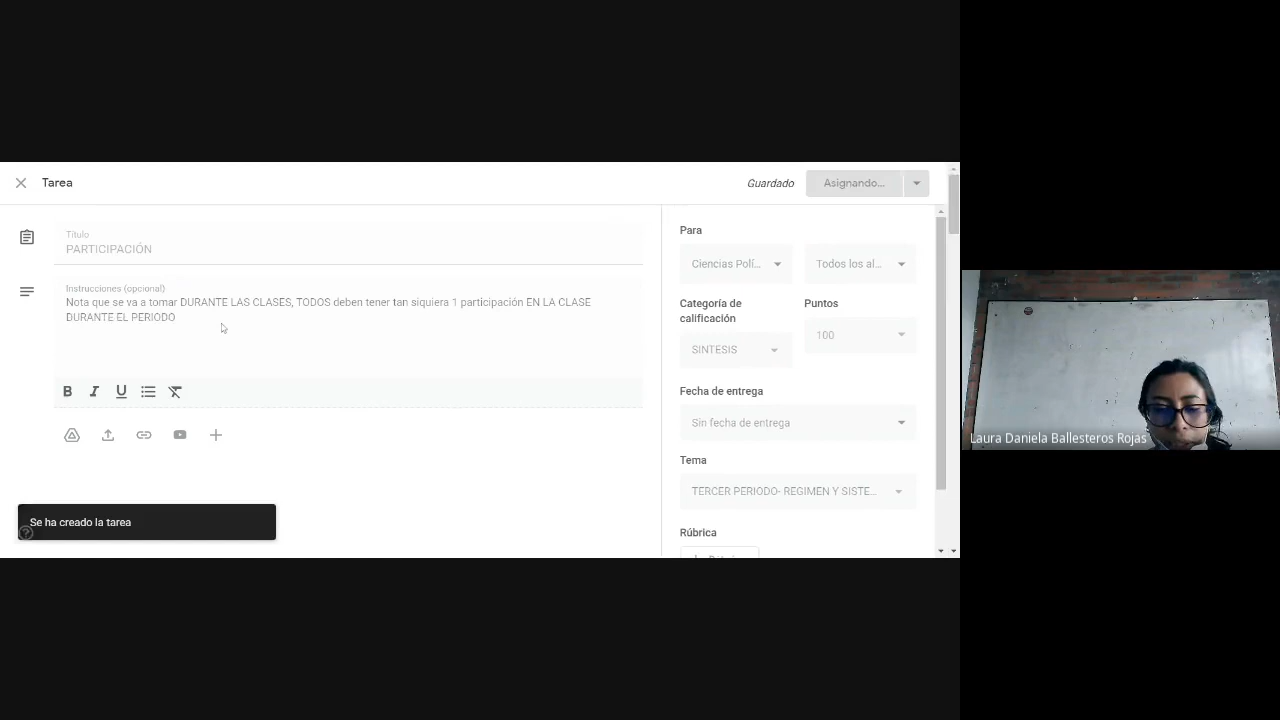 Tarea
Guardado
Asignando...
Título
PARTICIPACIÓN
Instrucciones (opcional)
Nota que se va a tomar DURANTE LAS CLASES, TODOS deben tener tan siquiera 1 participación EN LA CLASE
DURANTE EL PERIODO
B I U
Para
Ciencias Polí...
Todos los al...
Categoría de
calificación
Puntos
SINTESIS
100
Fecha de entrega
Sin fecha de entrega
Tema
TERCER PERIODO- REGIMEN Y SISTE...
Rúbrica
Se ha creado la tarea
Laura Daniela Ballesteros Rojas